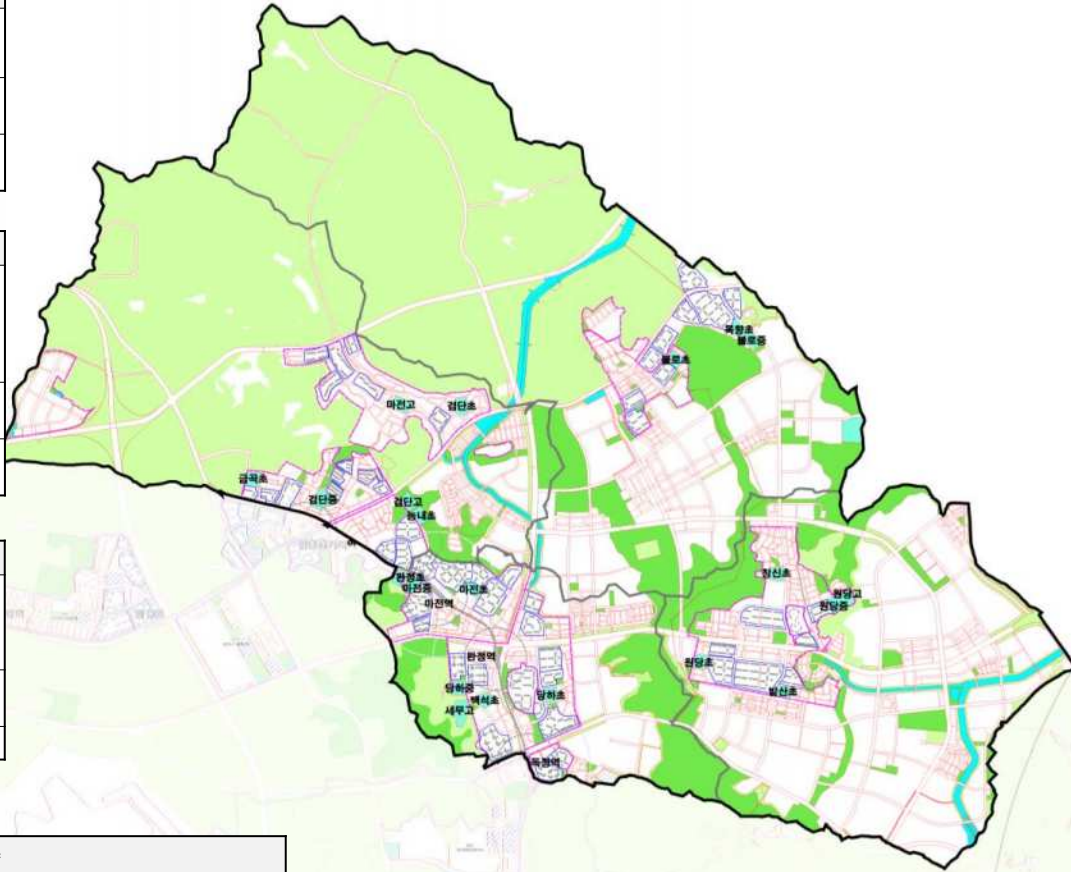 목향초
불로중
불로초
마전고
검단초
금곡초
검단중
검단고
능내초
창신초
완정초
마전중
마전초
마전역
원당고
원당중
완정역
원당초
당하중
백석초
세무고
당하초
발산초
독정역